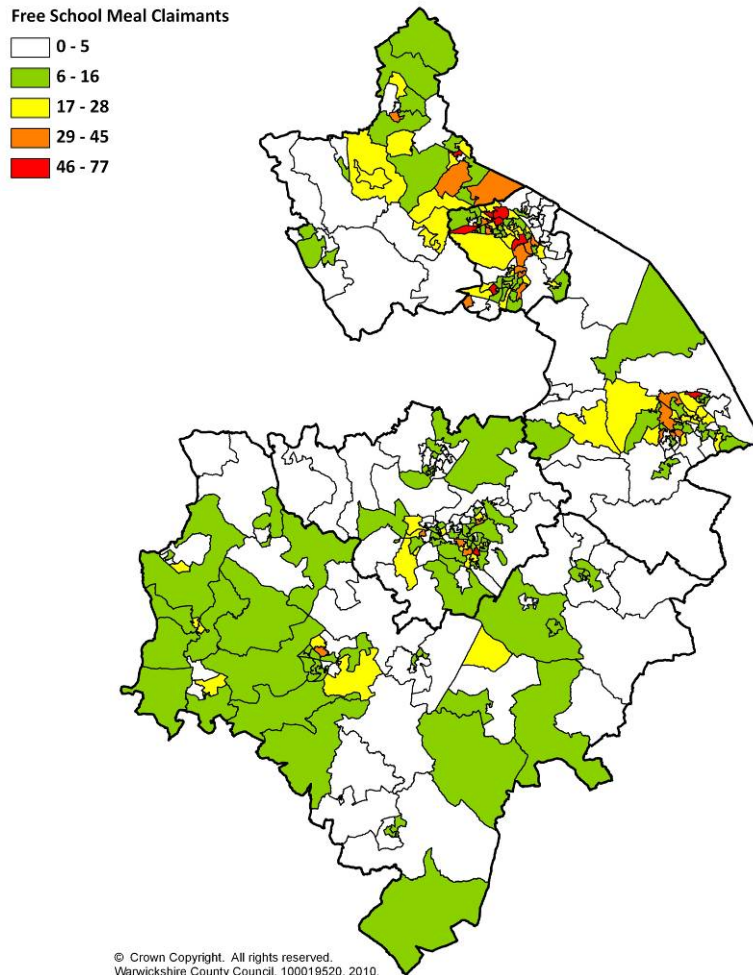 Free School Meal Claimants
0 - 5
6 - 16
17 - 28
29 - 45
46 - 77
© Crown Copyright. All rights reserved.
Warwickshire County Council, 100019520, 2010.